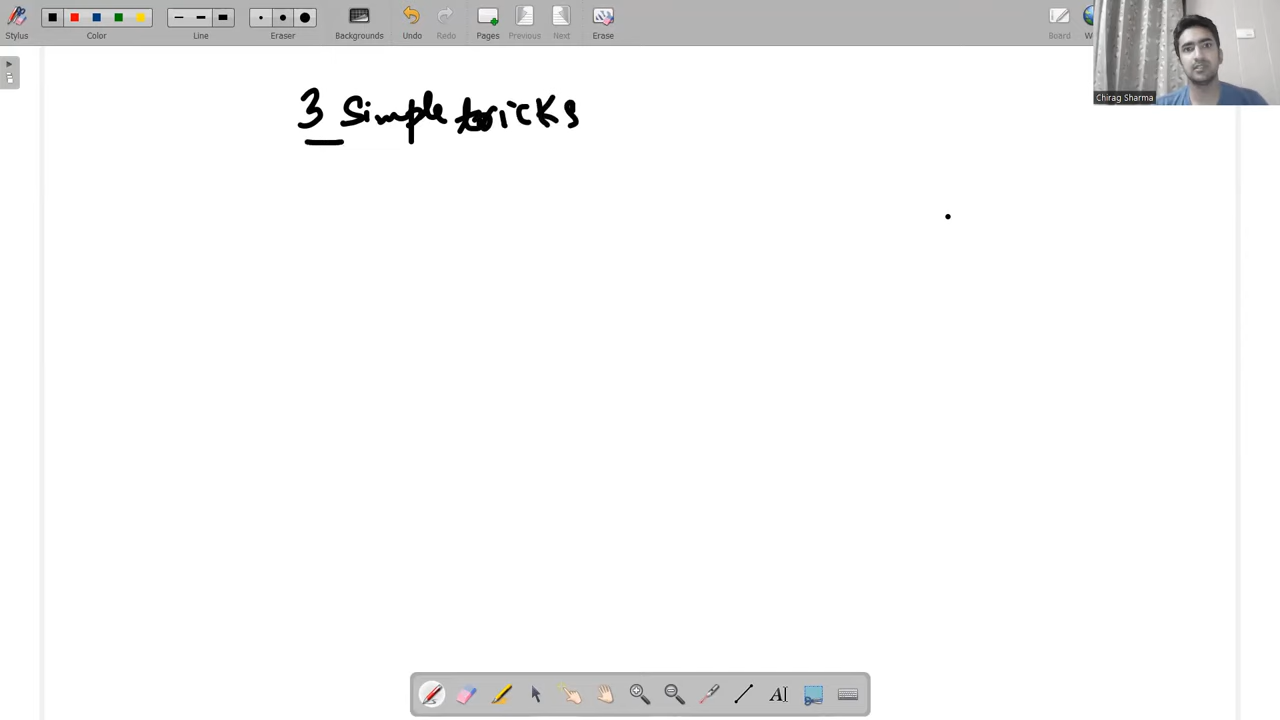 Stylus
Color
Line
Eraser
Backgrounds
Undo
Redo
Pages
Previous
Next
Erase
Board
Chirag Sharma
3 Simple tricks